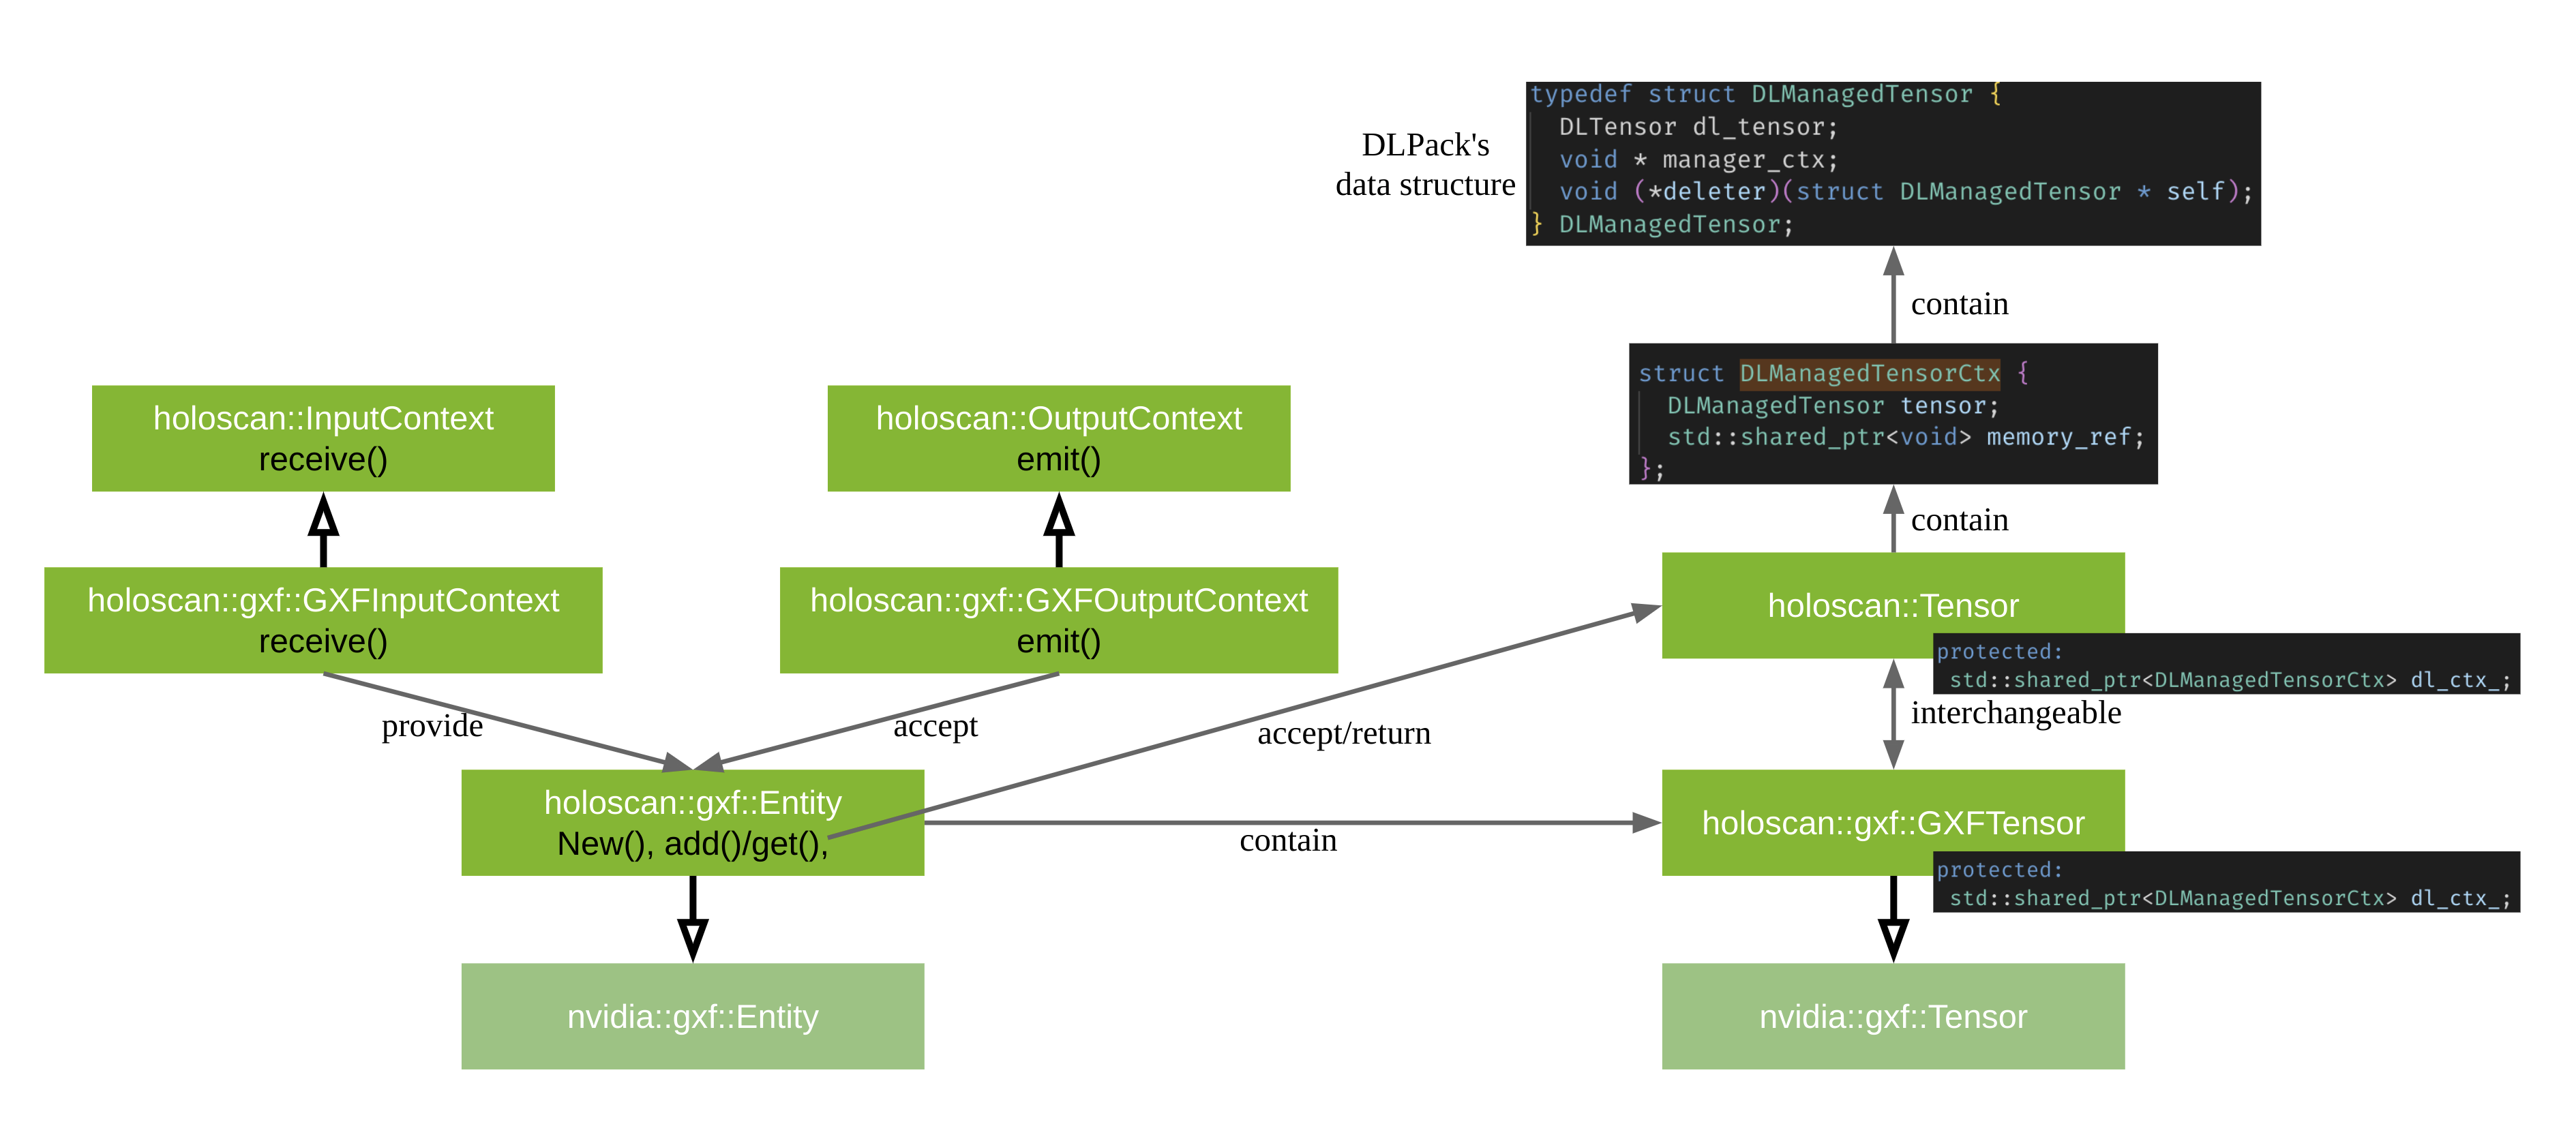 typedef struct DLManagedTensor {
DLTensor dl_tensor;
void * manager_ctx;
void (*deleter)(struct DLManagedTensor * self);
} DLManagedTensor;
DLPack's
data structure
contain
struct DLManagedTensorCtx {
DLManagedTensor tensor;
std::shared_ptr<void> memory_ref;
};
contain
holoscan::InputContext
receive()
holoscan::OutputContext
emit()
holoscan::gxf::GXFInputContext
receive()
holoscan::gxf::GXFOutputContext
emit()
holoscan::Tensor
protected:
std::shared_ptr<DLManagedTensorCtx> dl_ctx_;
provide
accept
accept/return
interchangeable
holoscan::gxf::Entity
New(), add()/get(),
contain
holoscan::gxf::GXFTensor
protected:
std::shared_ptr<DLManagedTensorCtx> dl_ctx_;
nvidia::gxf::Entity
nvidia::gxf::Tensor